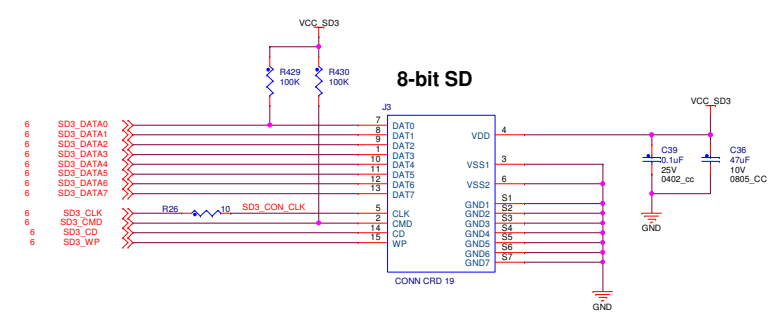 VCC_SD3
R429
100K
R430
100K
8-bit SD
J3
VCC_SD3
6 SD3_DATA0 7 DAT0
6 SD3_DATA1 8 DAT1
6 SD3_DATA2 9 DAT2
6 SD3_DATA3 1 DAT3
6 SD3_DATA4 10 DAT4
6 SD3_DATA5 11 DAT5
6 SD3_DATA6 12 DAT6
6 SD3_DATA7 13 DAT7
6 SD3_CLK R26 10 SD3_CON_CLK 5 CLK
6 SD3_CMD 2 CMD
6 SD3_CD 14 CD
6 SD3_WP 15 WP
VDD 4
VSS1 3
VSS2 6
GND1 S1
GND2 S2
GND3 S3
GND4 S4
GND5 S5
GND6 S6
GND7 S7
CONN CRD 19
GND
C39
0.1uF
25V
0402_cc
C36
47uF
10V
0805_CC
GND